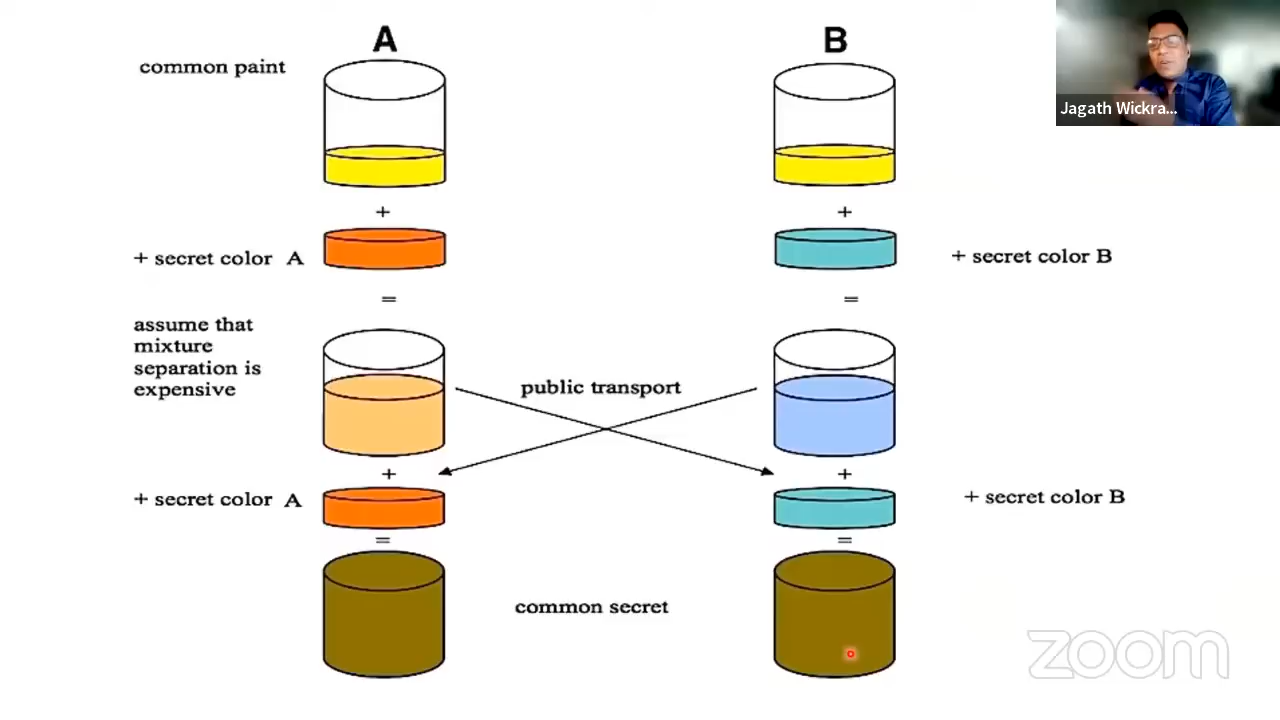 A
B
common paint
Jagath Wickra...
+
+
+ secret color A
+ secret color B
=
=
assume that
mixture
separation is
expensive
public transport
+
+
+ secret color A
+ secret color B
=
=
common secret
zoom